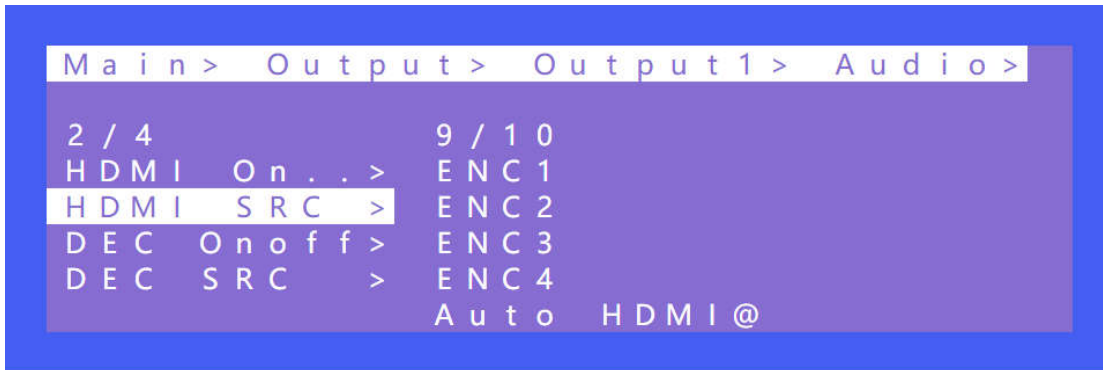 Main> Output> Output1> Audio>
2/4 9/10
HDMI On..> ENC1
HDMI SRC > ENC2
DEC Onoff> ENC3
DEC SRC > ENC4
Auto HDMI@